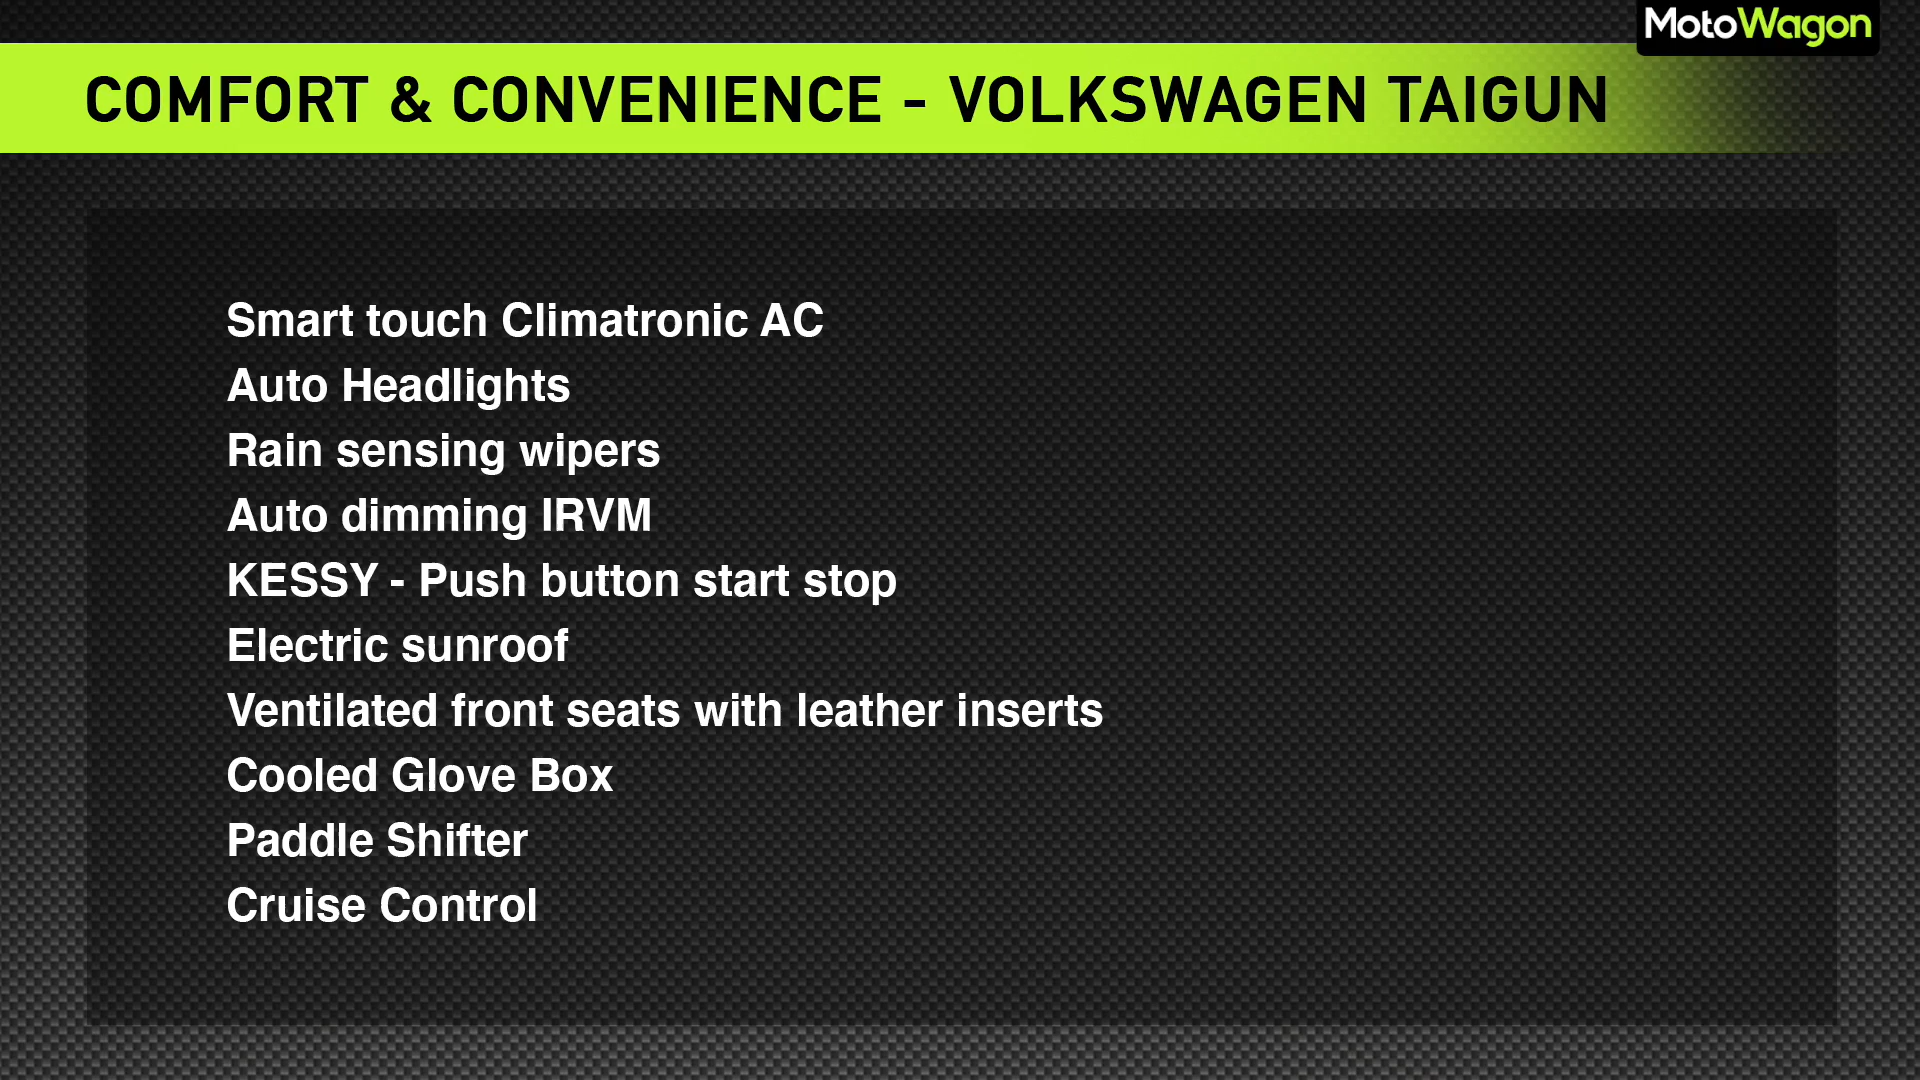 MotoWagon
COMFORT & CONVENIENCE - VOLKSWAGEN TAIGUN
Smart touch Climatronic AC
Auto Headlights
Rain sensing wipers
Auto dimming IRVM
KESSY - Push button start stop
Electric sunroof
Ventilated front seats with leather inserts
Cooled Glove Box
Paddle Shifter
Cruise Control